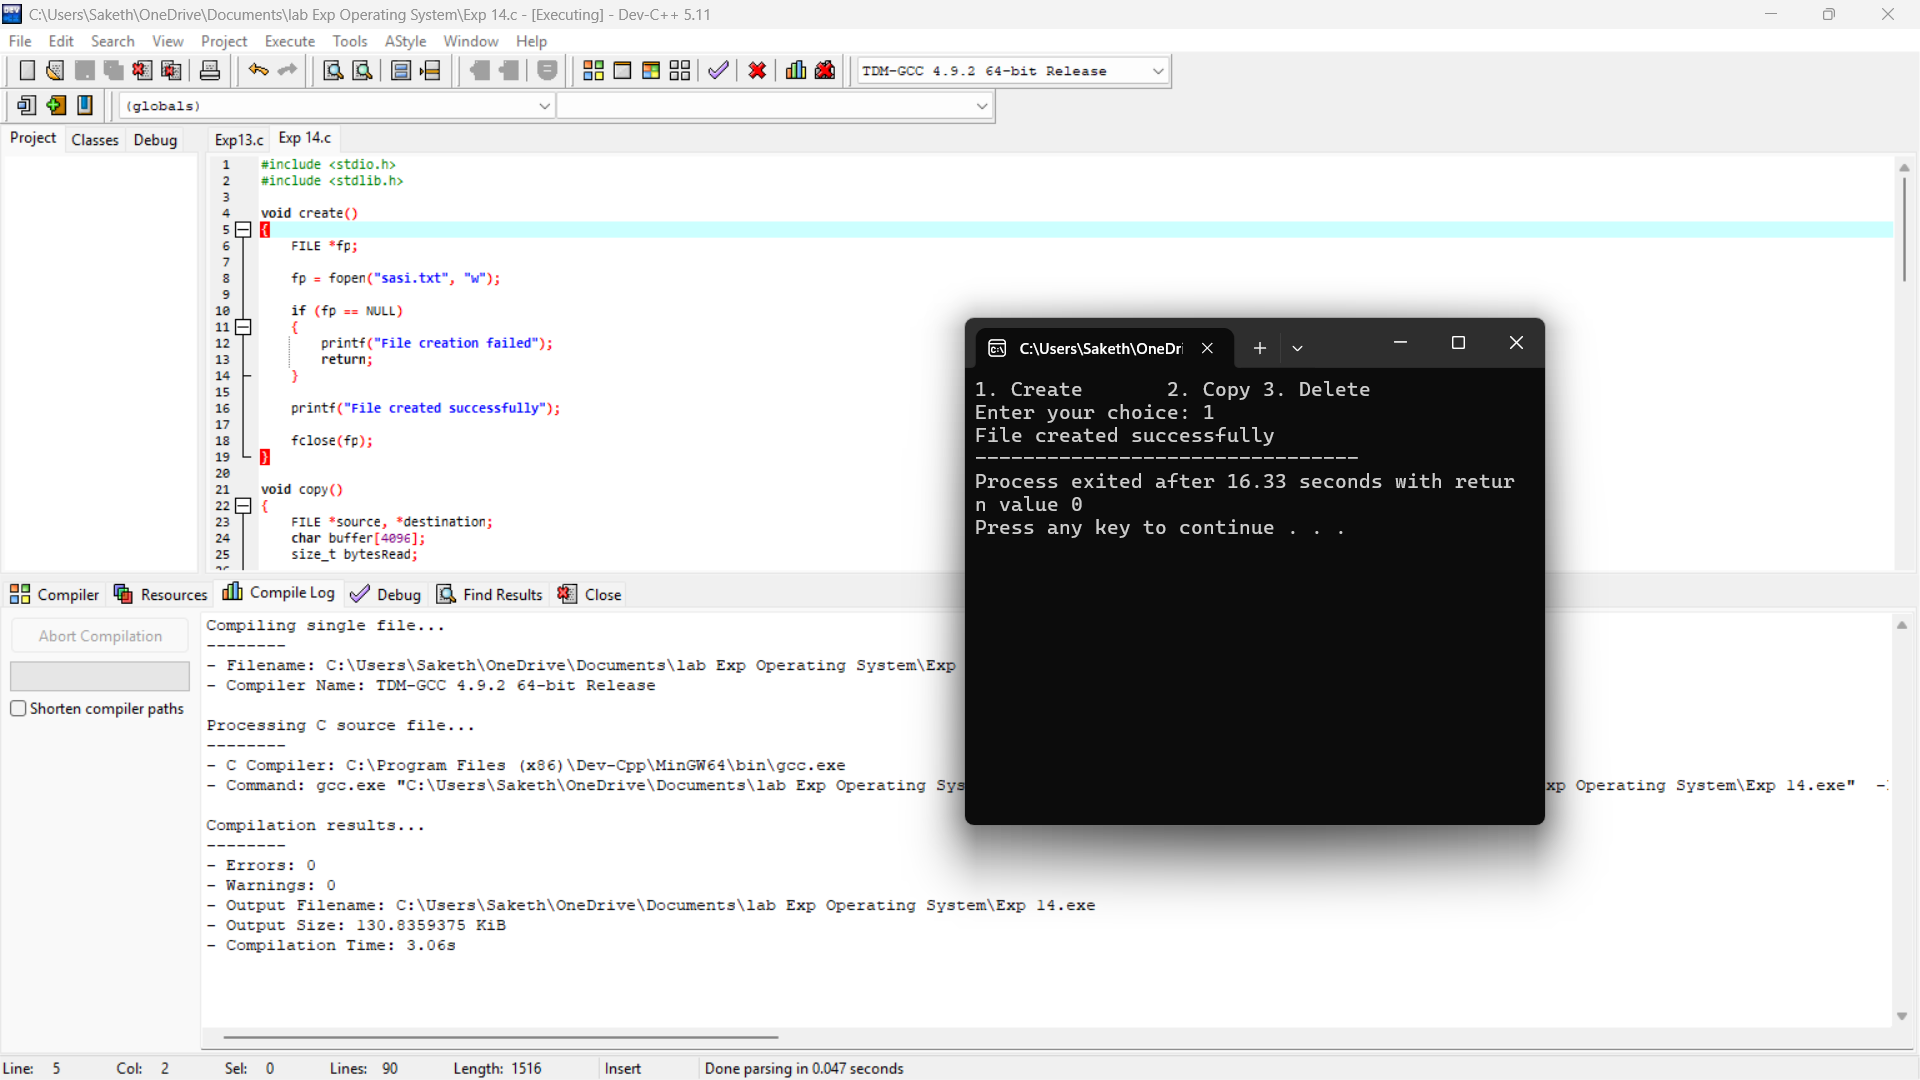 C:\Users\Saketh\OneDrive\Documents\lab Exp Operating System\Exp 14.c - [Executing] - Dev-C++ 5.11
File Edit Search View Project Execute Tools AStyle Window Help
TDM-GCC 4.9.2 64-bit Release
(globals)
Project Classes Debug
Exp13.c Exp 14.c
1 #include <stdio.h>
2 #include <stdlib.h>
3
4 void create()
5 {
6 FILE *fp;
7
8 fp = fopen("sasi.txt", "w");
9
10 if (fp == NULL)
11 {
12 printf("File creation failed");
13 return;
14 }
15
16 printf("File created successfully");
17
18 fclose(fp);
19 }
20
21 void copy()
22 {
23 FILE *source, *destination;
24 char buffer[4096];
25 size_t bytesRead;
C:\Users\Saketh\OneDri
1. Create 2. Copy 3. Delete
Enter your choice: 1
File created successfully
--------------------------------
Process exited after 16.33 seconds with retur
n value 0
Press any key to continue . . .
Compiler Resources Compile Log Debug Find Results Close
Abort Compilation
Shorten compiler paths
Compiling single file...
--------
- Filename: C:\Users\Saketh\OneDrive\Documents\lab Exp Operating System\Exp
- Compiler Name: TDM-GCC 4.9.2 64-bit Release
Processing C source file...
--------
- C Compiler: C:\Program Files (x86)\Dev-Cpp\MinGW64\bin\gcc.exe
- Command: gcc.exe "C:\Users\Saketh\OneDrive\Documents\lab Exp Operating Sys xp Operating System\Exp 14.exe" -
Compilation results...
--------
- Errors: 0
- Warnings: 0
- Output Filename: C:\Users\Saketh\OneDrive\Documents\lab Exp Operating System\Exp 14.exe
- Output Size: 130.8359375 KiB
- Compilation Time: 3.06s
Line: 5 Col: 2 Sel: 0 Lines: 90 Length: 1516 Insert Done parsing in 0.047 seconds